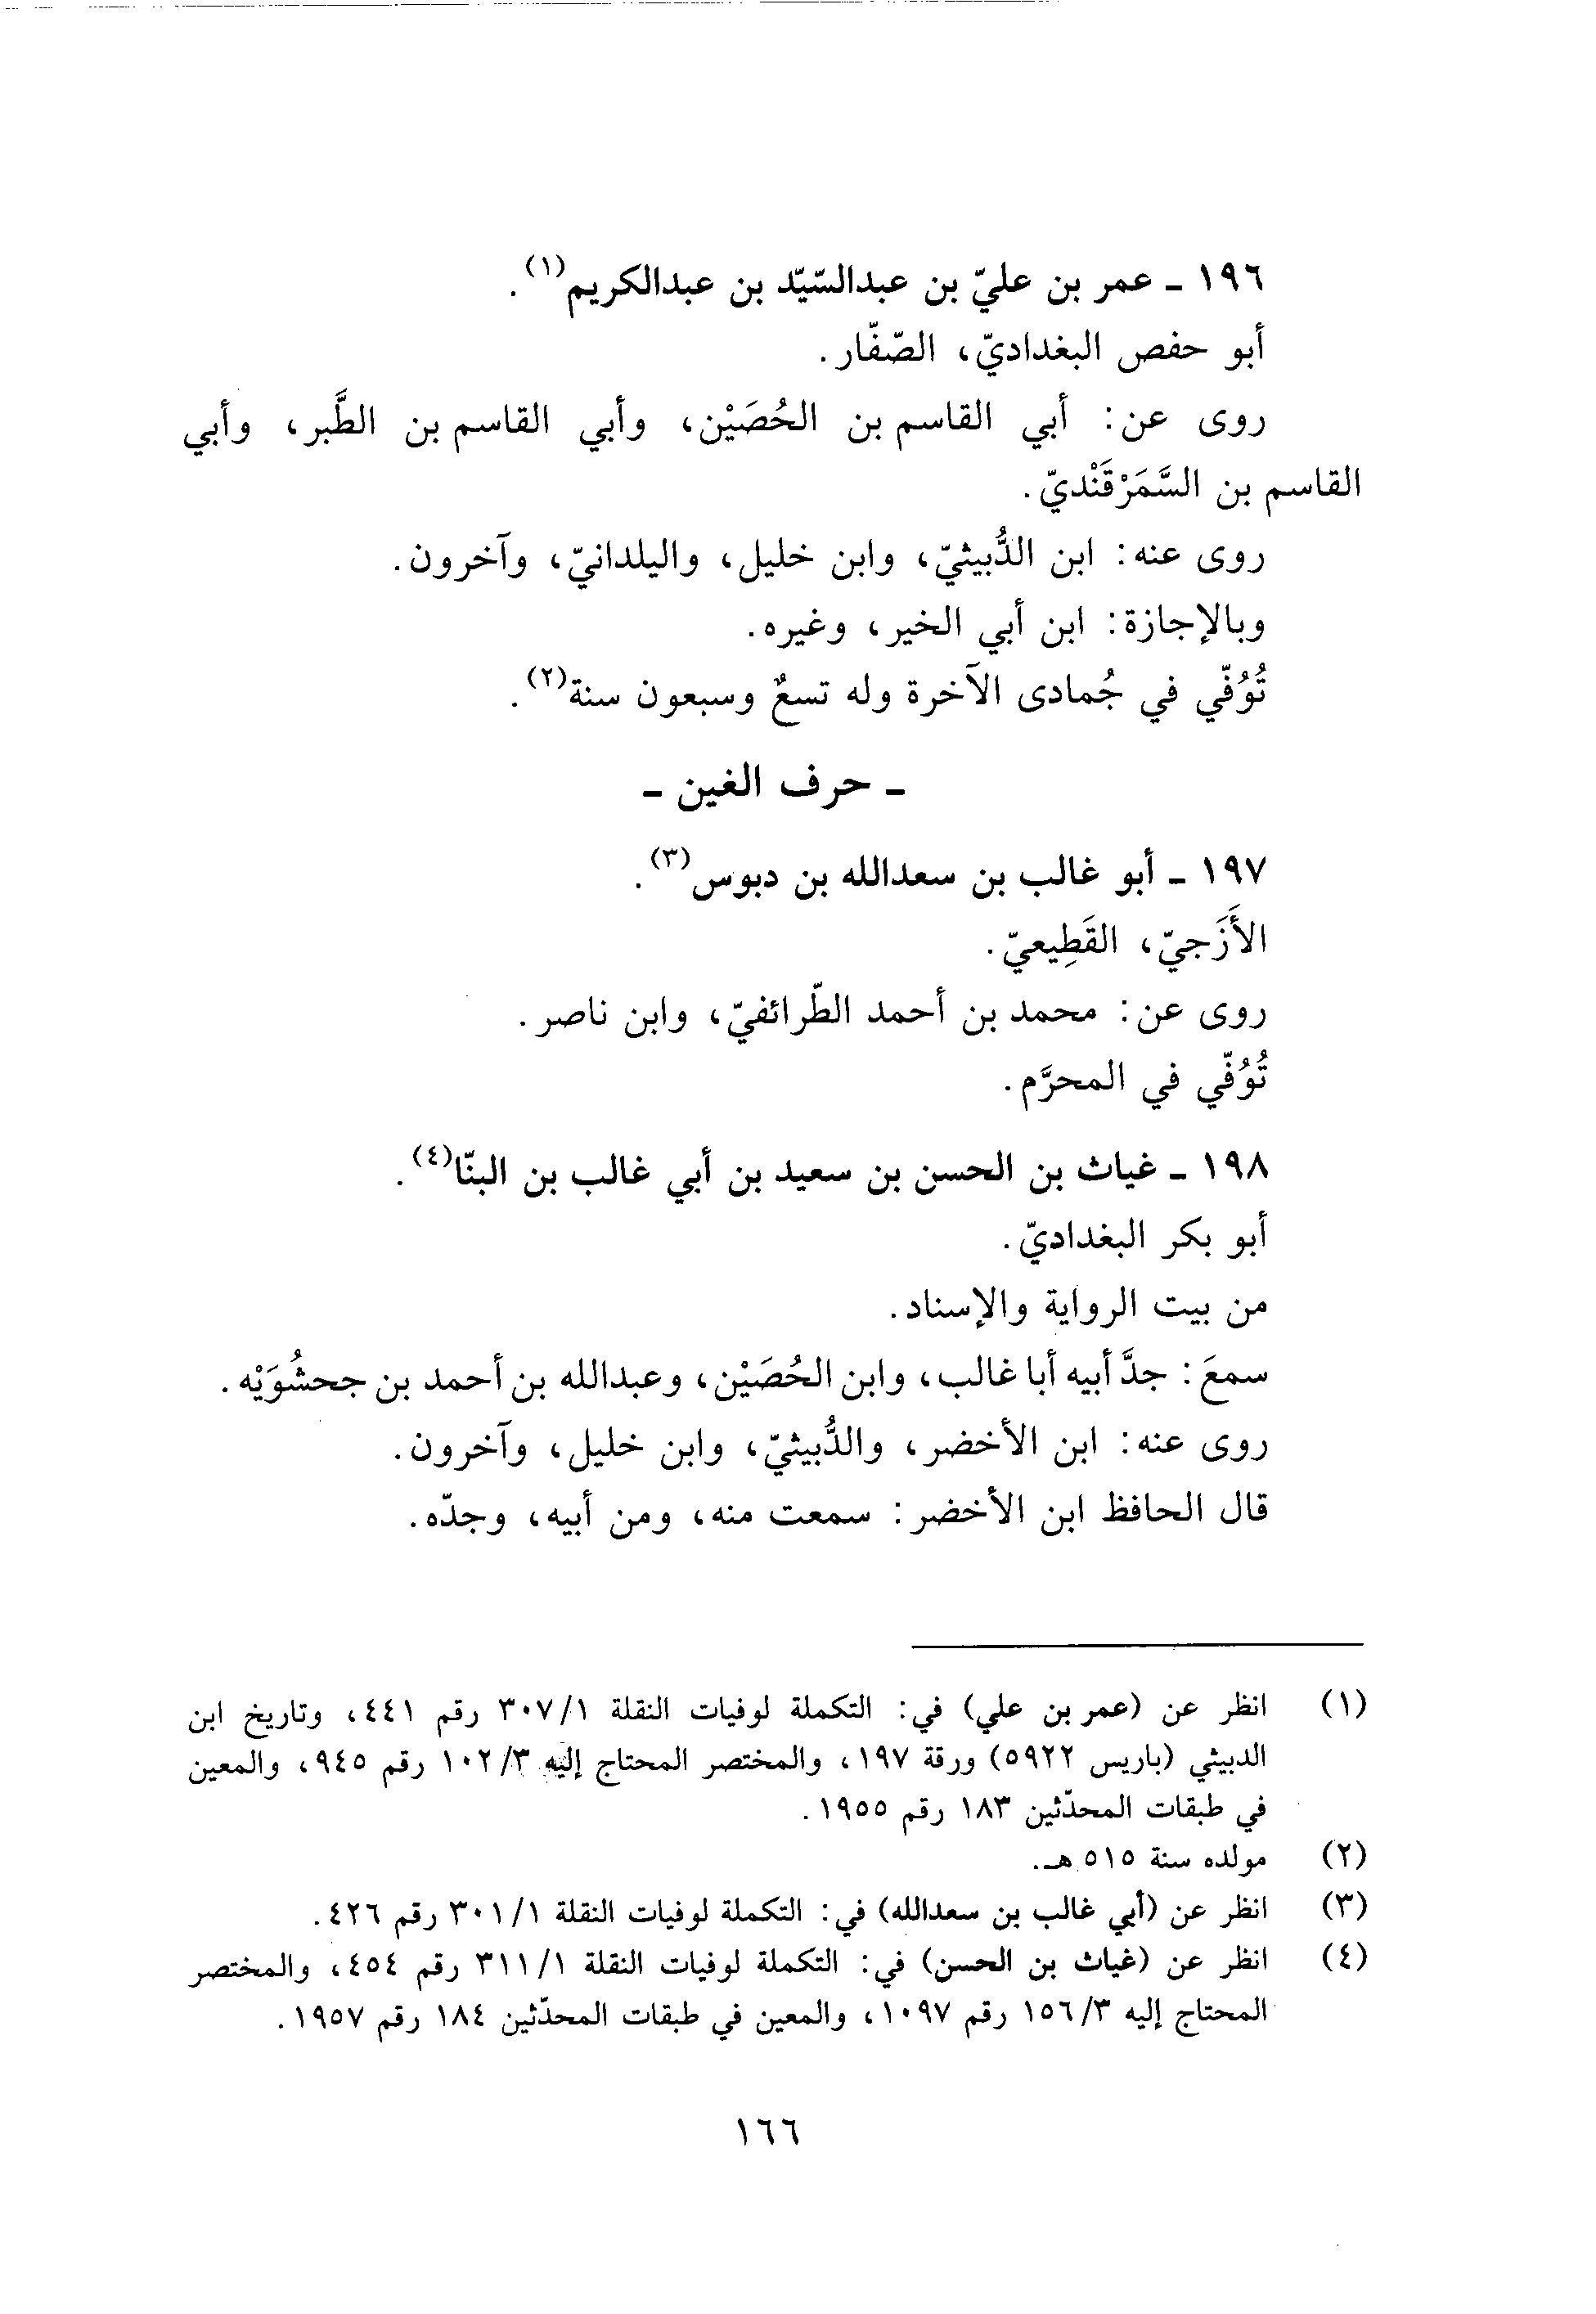 ١٩٦ ـ عمر بن عليّ بن عبدالسّيّد بن عبدالكريم(١).
أبو حفص البغداديّ، الصّفّار.
روى عن: أبي القاسم بن الحُصَيْن، وأبي القاسم بن الطَّبر، وأبي
القاسم بن السَّمَرْقَنْديّ.
روى عنه: ابن الدُّبيثيّ، وابن خليل، واليلدانيّ، وآخرون.
وبالإجازة: ابن أبي الخير، وغيره.
تُوُفّي في جُمادى الآخرة وله تسعٌ وسبعون سنة(٢).
ـ حرف الغين ـ
١٩٧ ـ أبو غالب بن سعدالله بن دبوس(٣).
الأَزَجيّ، القَطِيعيّ.
روى عن: محمد بن أحمد الطّرائفيّ، وابن ناصر.
تُوُفّي في المحرَّم.
١٩٨ ـ غياث بن الحسن بن سعيد بن أبي غالب بن البنّا(٤).
أبو بكر البغداديّ.
من بيت الرواية والإسناد.
سمعَ: جدَّ أبيه أبا غالب، وابن الحُصَيْن، وعبدالله بن أحمد بن جحشُوَيْه.
روى عنه: ابن الأخضر، والدُّبيثيّ، وابن خليل، وآخرون.
قال الحافظ ابن الأخضر: سمعت منه، ومن أبيه، وجدّه.
(١) انظر عن (عمر بن علي) في: التكملة لوفيات النقلة ٣٠٧/١ رقم ٤٤١، وتاريخ ابن
الدبيثي (باريس ٥٩٢٢) ورقة ١٩٧، والمختصر المحتاج إليه ١٠٢/٣ رقم ٩٤٥، والمعين
في طبقات المحدّثين ١٨٣ رقم ١٩٥٥.
(٢) مولده سنة ٥١٥ هـ.
(٣) انظر عن (أبي غالب بن سعدالله) في: التكملة لوفيات النقلة ٣٠١/١ رقم ٤٢٦.
(٤) انظر عن (غياث بن الحسن) في: التكملة لوفيات النقلة ٣١١/١ رقم ٤٥٤، والمختصر
المحتاج إليه ١٥٦/٣ رقم ١٠٩٧، والمعين في طبقات المحدّثين ١٨٤ رقم ١٩٥٧.
١٦٦